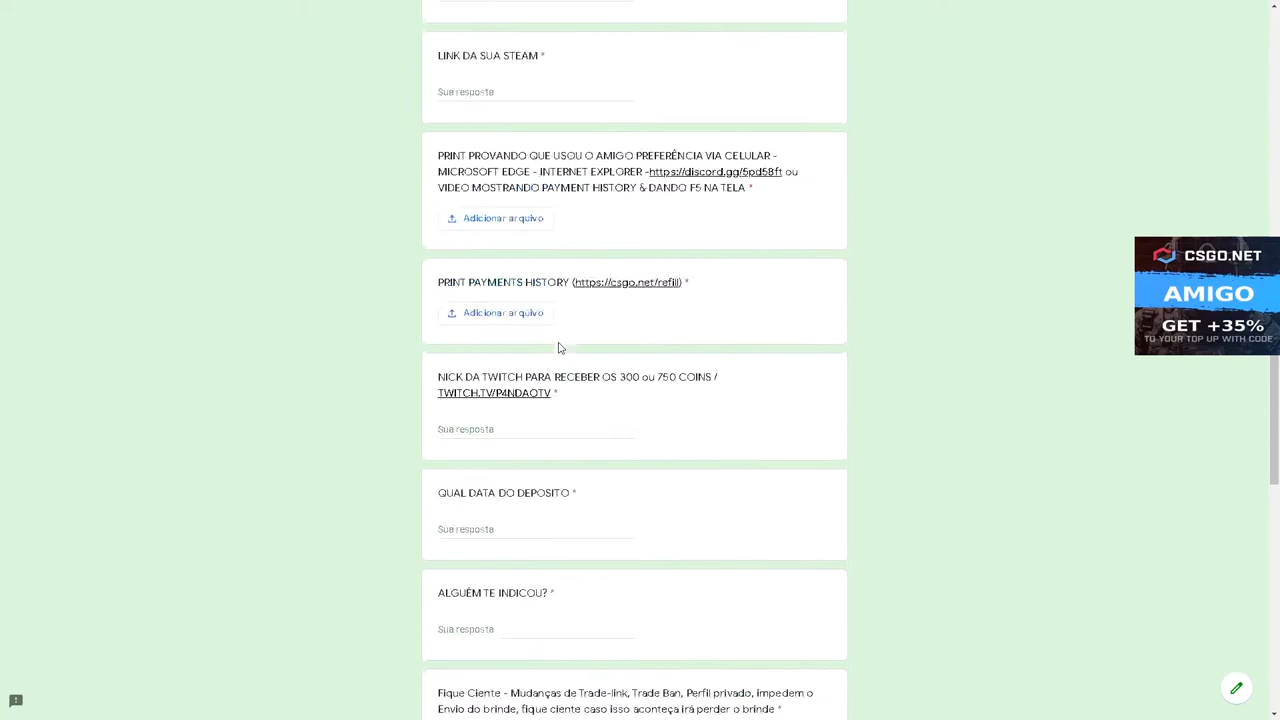 LINK DA SUA STEAM *
Sua resposta
PRINT PROVANDO QUE USOU O AMIGO PREFERÊNCIA VIA CELULAR -
MICROSOFT EDGE - INTERNET EXPLORER -https://discord.gg/5pd58ft ou
VIDEO MOSTRANDO PAYMENT HISTORY & DANDO F5 NA TELA *
Adicionar arquivo
PRINT PAYMENTS HISTORY (https://csgo.net/refill) *
Adicionar arquivo
NICK DA TWITCH PARA RECEBER OS 300 ou 750 COINS /
TWITCH.TV/P4NDAOTV *
Sua resposta
QUAL DATA DO DEPOSITO *
Sua resposta
ALGUÉM TE INDICOU? *
Sua resposta
Fique Ciente - Mudanças de Trade-link, Trade Ban, Perfil privado, impedem o
Envio do brinde, fique ciente caso isso aconteça irá perder o brinde *
CSGO.NET
AMIGO
GET +35%
TO YOUR TOP UP WITH CODE